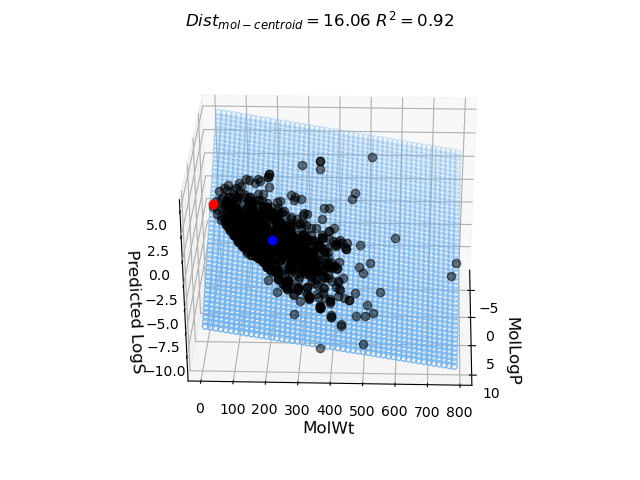 Dist_{mol-centroid} = 16.06 R^2 = 0.92
5.0
2.5
0.0
−2.5
−5.0
−7.5
−10.0
Predicted LogS
−5
0
5
10
MolLogP
0 100 200 300 400 500 600 700 800
MolWt